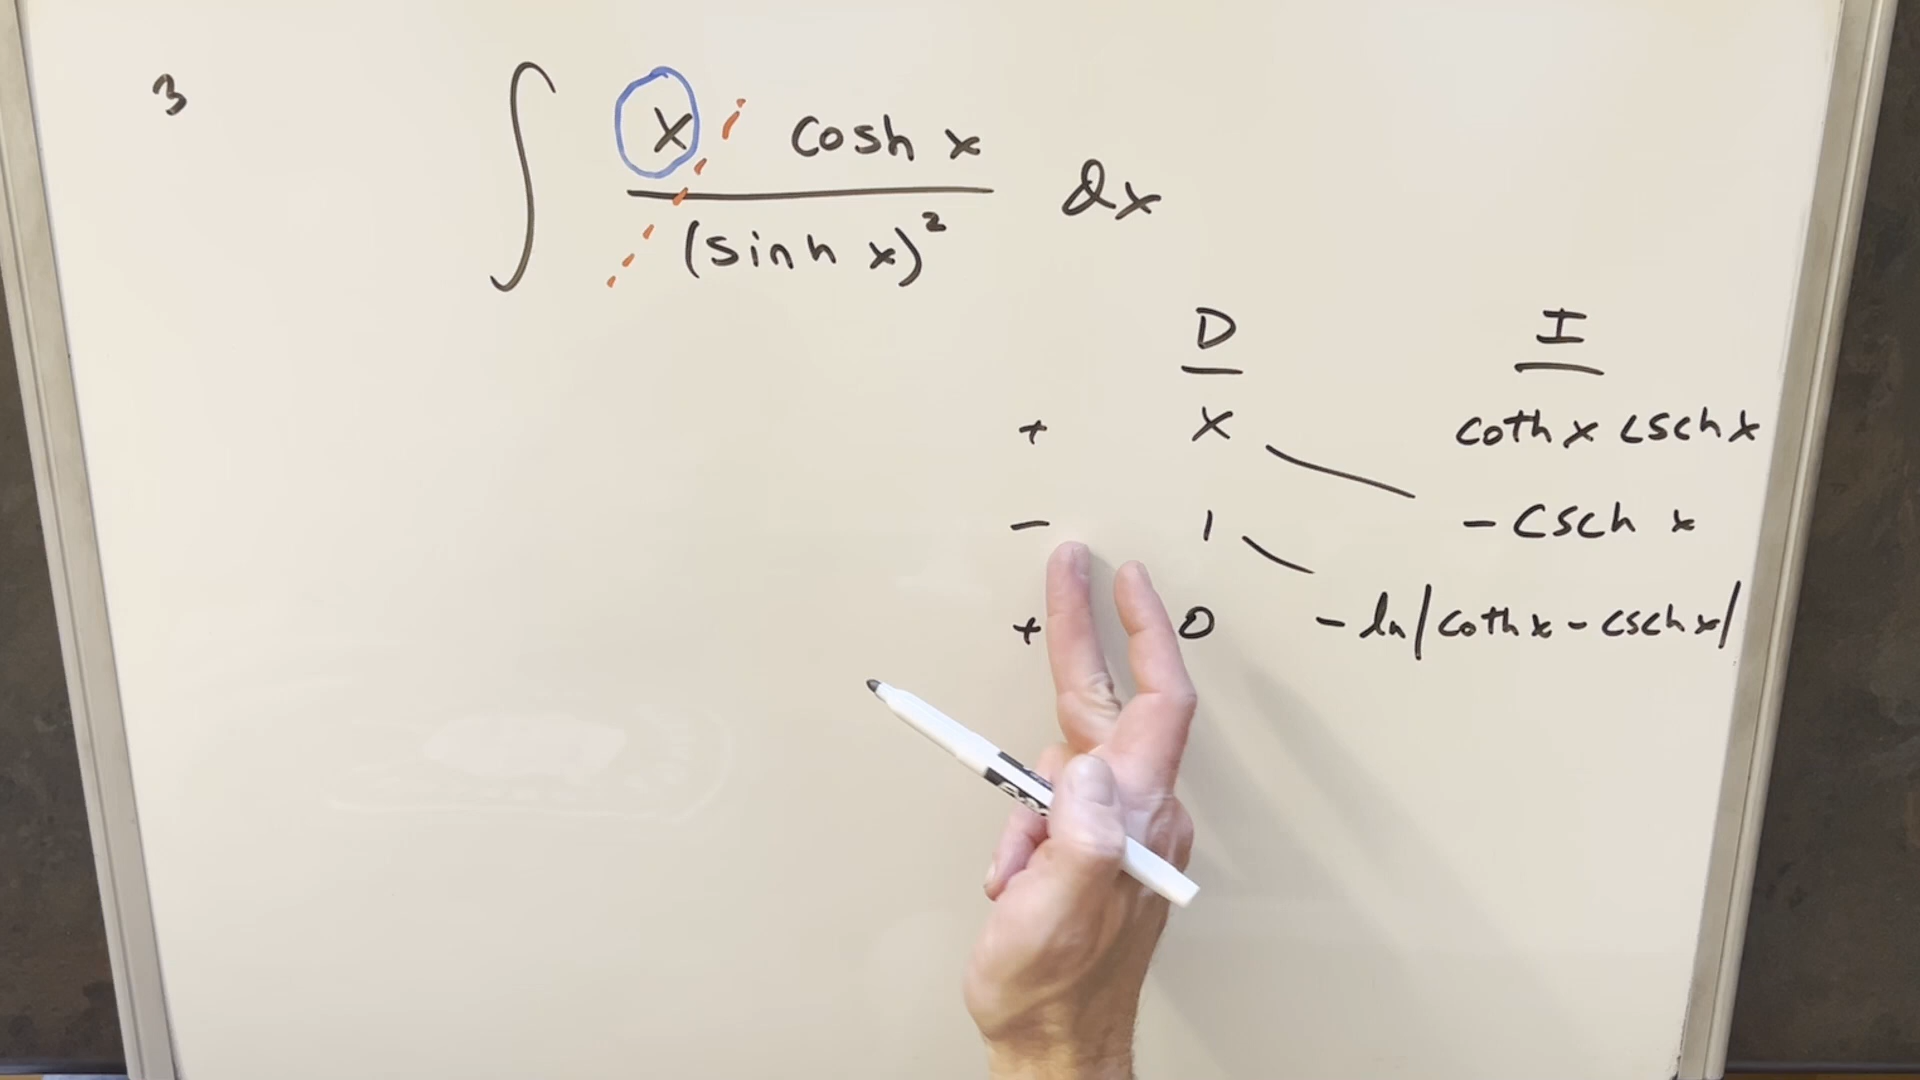 3
∫ x cosh x / (sinh x)² dx
D I
+ x coth x csch x
− 1 − csch x
+ 0 − ln|coth x − csch x|